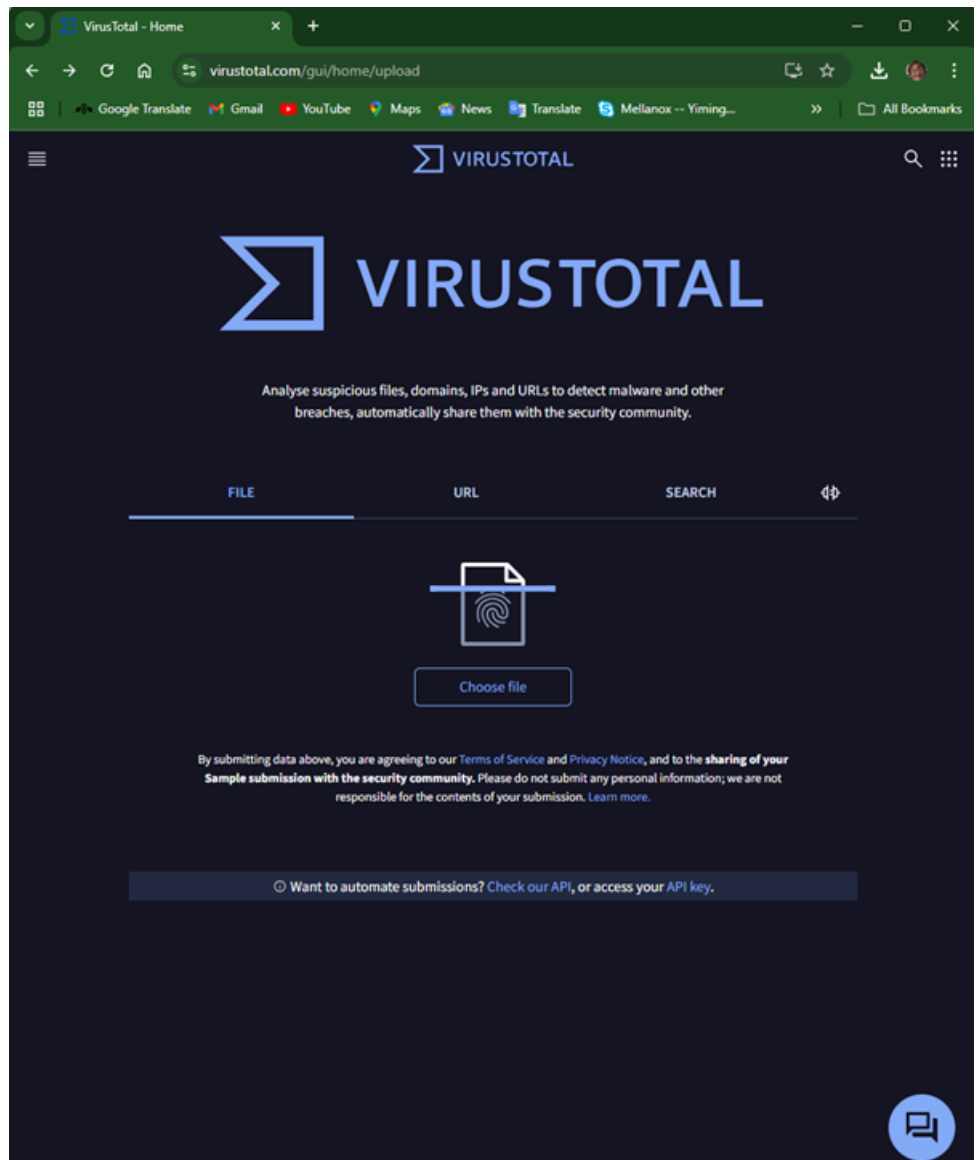 VirusTotal - Home
virustotal.com/gui/home/upload
Google Translate Gmail YouTube Maps News Translate Mellanox -- Yiming... » All Bookmarks
VIRUSTOTAL
VIRUSTOTAL
Analyse suspicious files, domains, IPs and URLs to detect malware and other
breaches, automatically share them with the security community.
FILE URL SEARCH
Choose file
By submitting data above, you are agreeing to our Terms of Service and Privacy Notice, and to the sharing of your
Sample submission with the security community. Please do not submit any personal information; we are not
responsible for the contents of your submission. Learn more.
Want to automate submissions? Check our API, or access your API key.